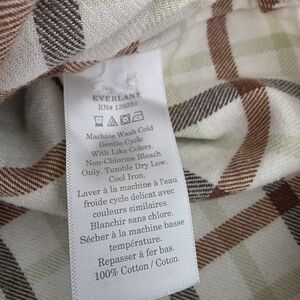 EVERLANE
RN# 139393
Machine Wash Cold
Gentle Cycle
With Like Colors.
Non-Chlorine Bleach
Only. Tumble Dry Low.
Cool Iron.
Laver à la machine à l'eau
froide cycle delicat avec
couleurs similaires.
Blanchir sans chlore.
Sécher à la machine basse
température.
Repasser à fer bas.
100% Cotton / Coton.